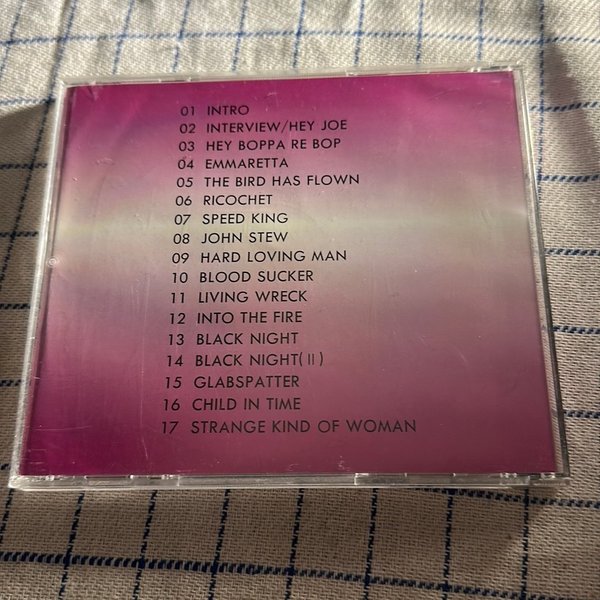 01 INTRO
02 INTERVIEW/HEY JOE
03 HEY BOPPA RE BOP
04 EMMARETTA
05 THE BIRD HAS FLOWN
06 RICOCHET
07 SPEED KING
08 JOHN STEW
09 HARD LOVING MAN
10 BLOOD SUCKER
11 LIVING WRECK
12 INTO THE FIRE
13 BLACK NIGHT
14 BLACK NIGHT(II)
15 GLABSPATTER
16 CHILD IN TIME
17 STRANGE KIND OF WOMAN